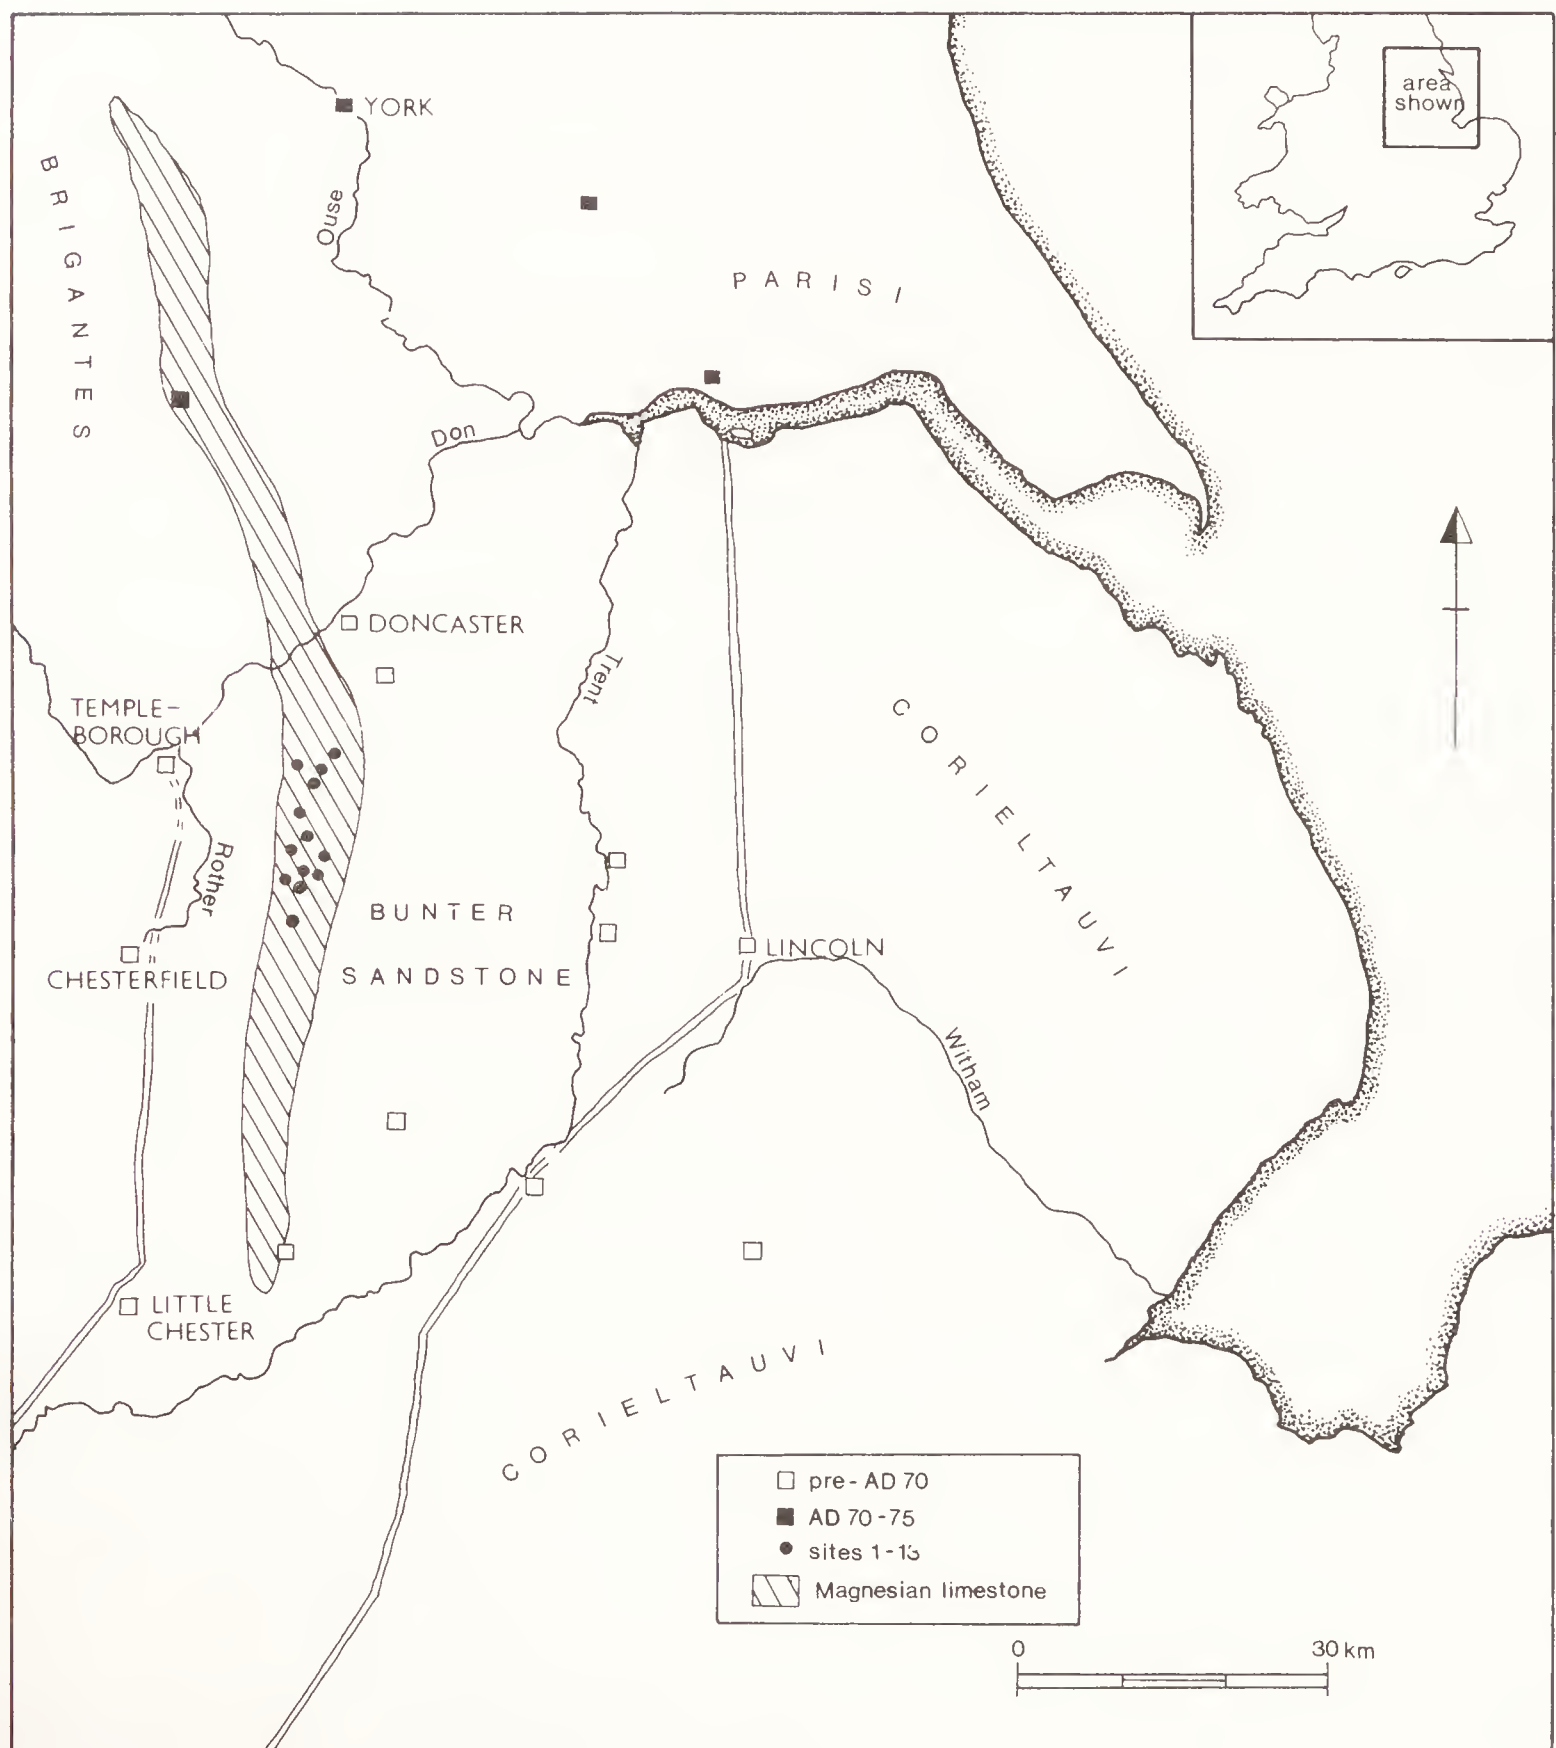 area
shown
YORK
BRIGANTES
Ouse
PARISI
Don
DONCASTER
Trent
TEMPLE-
BOROUGH
CORIELTAUVI
Rother
BUNTER
SANDSTONE
LINCOLN
CHESTERFIELD
Witham
LITTLE
CHESTER
CORIELTAUVI
pre-AD 70
AD 70-75
sites 1-13
Magnesian limestone
0 30 km